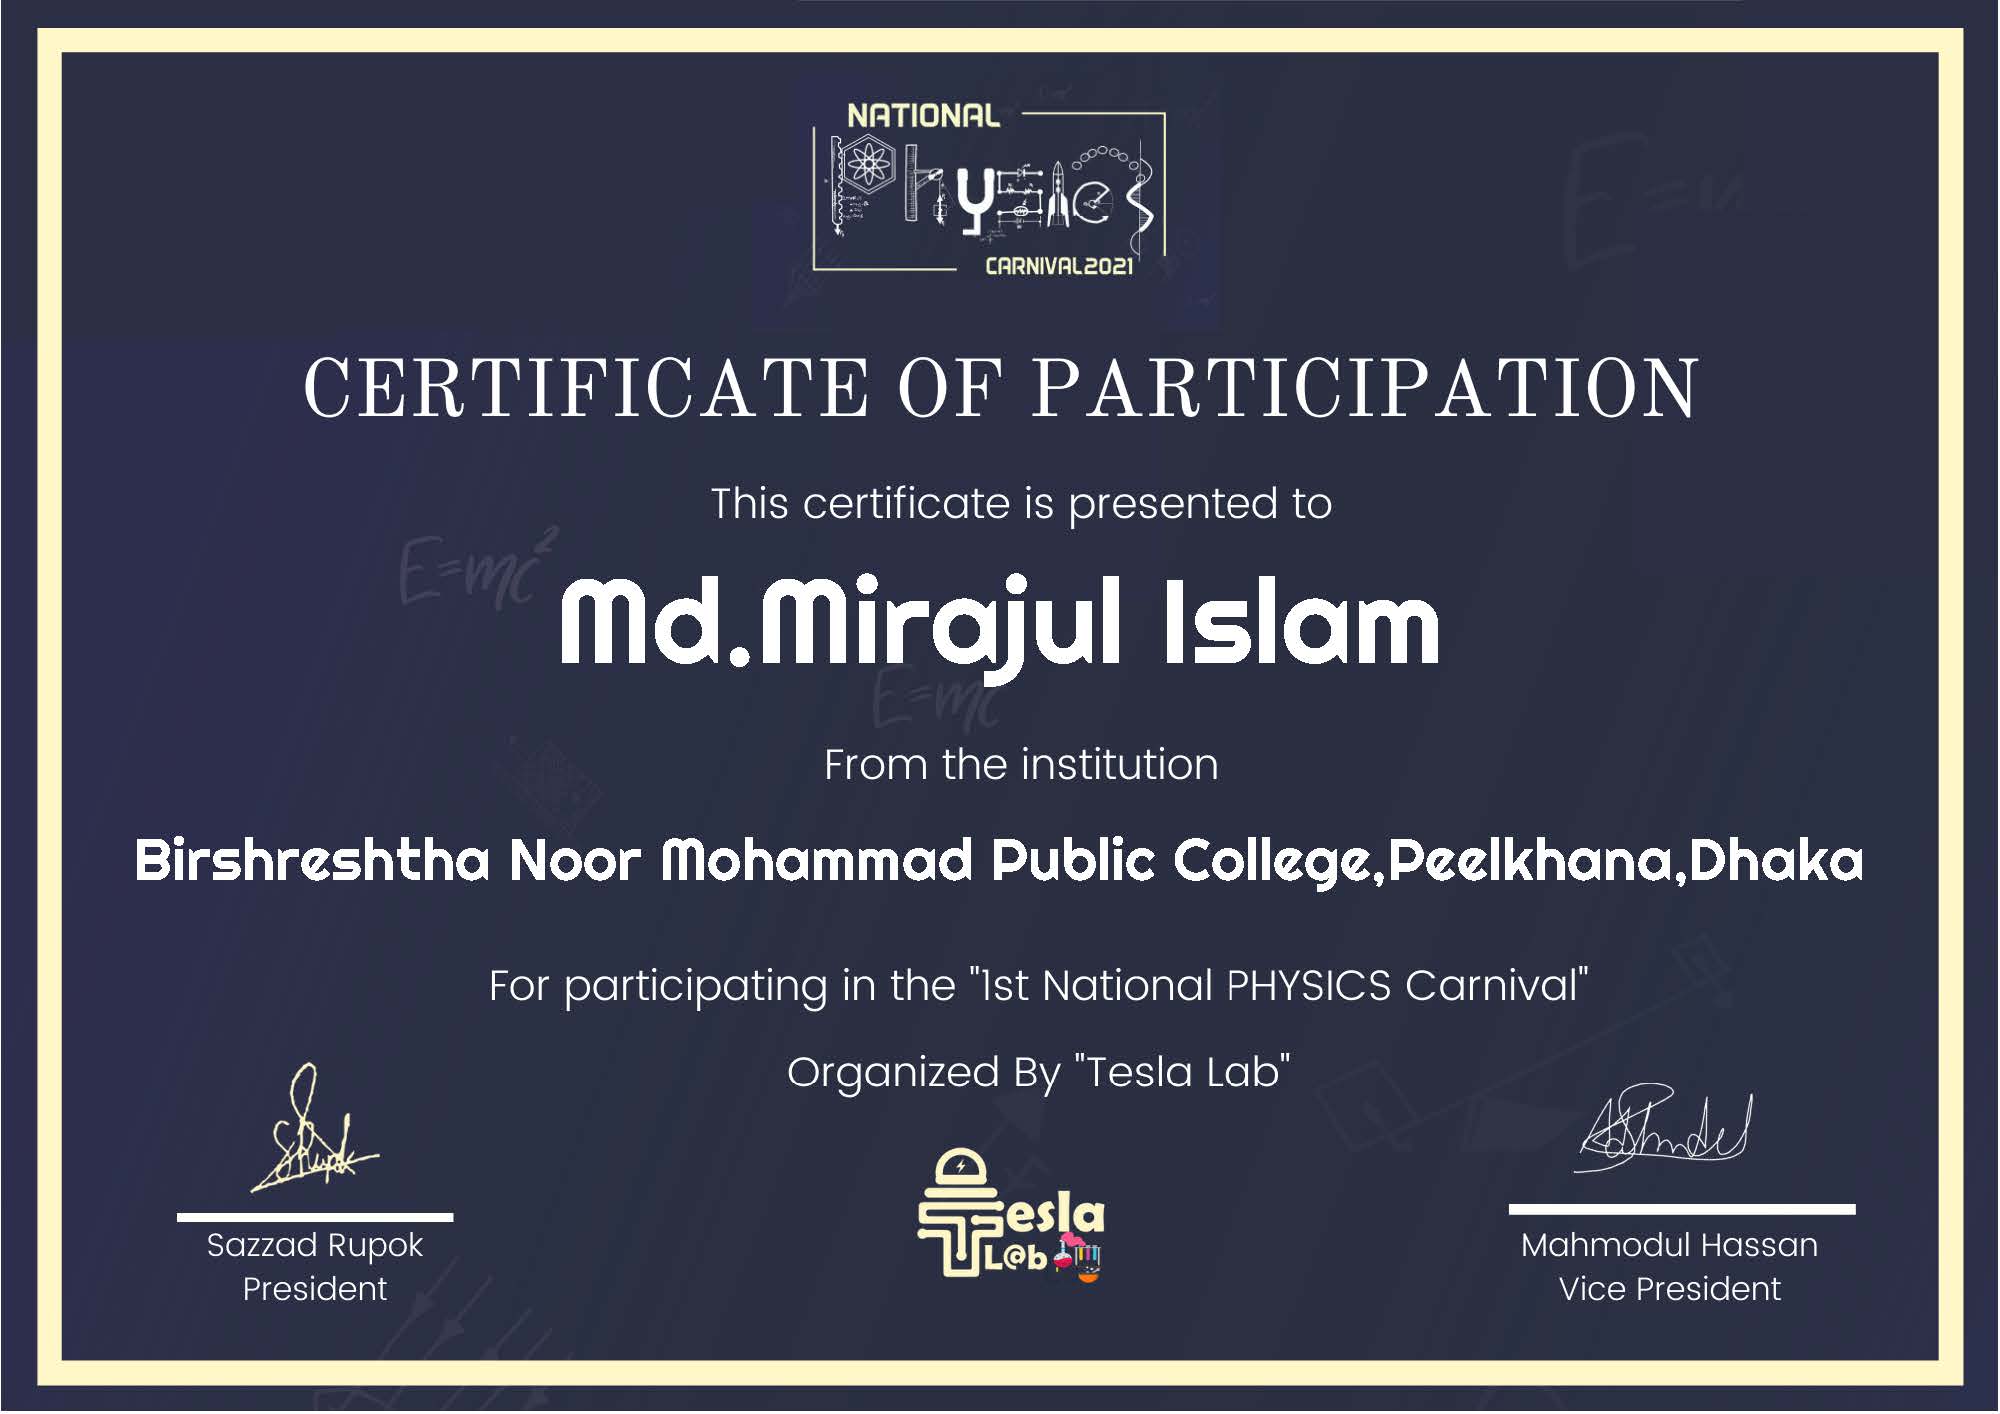 NATIONAL
Physics
CARNIVAL2021
CERTIFICATE OF PARTICIPATION
This certificate is presented to
E=mc²
Md.Mirajul Islam
E=mc
From the institution
Birshreshtha Noor Mohammad Public College,Peelkhana,Dhaka
For participating in the "1st National PHYSICS Carnival"
Organized By "Tesla Lab"
Tesla
L@b
Sazzad Rupok
President
Mahmodul Hassan
Vice President